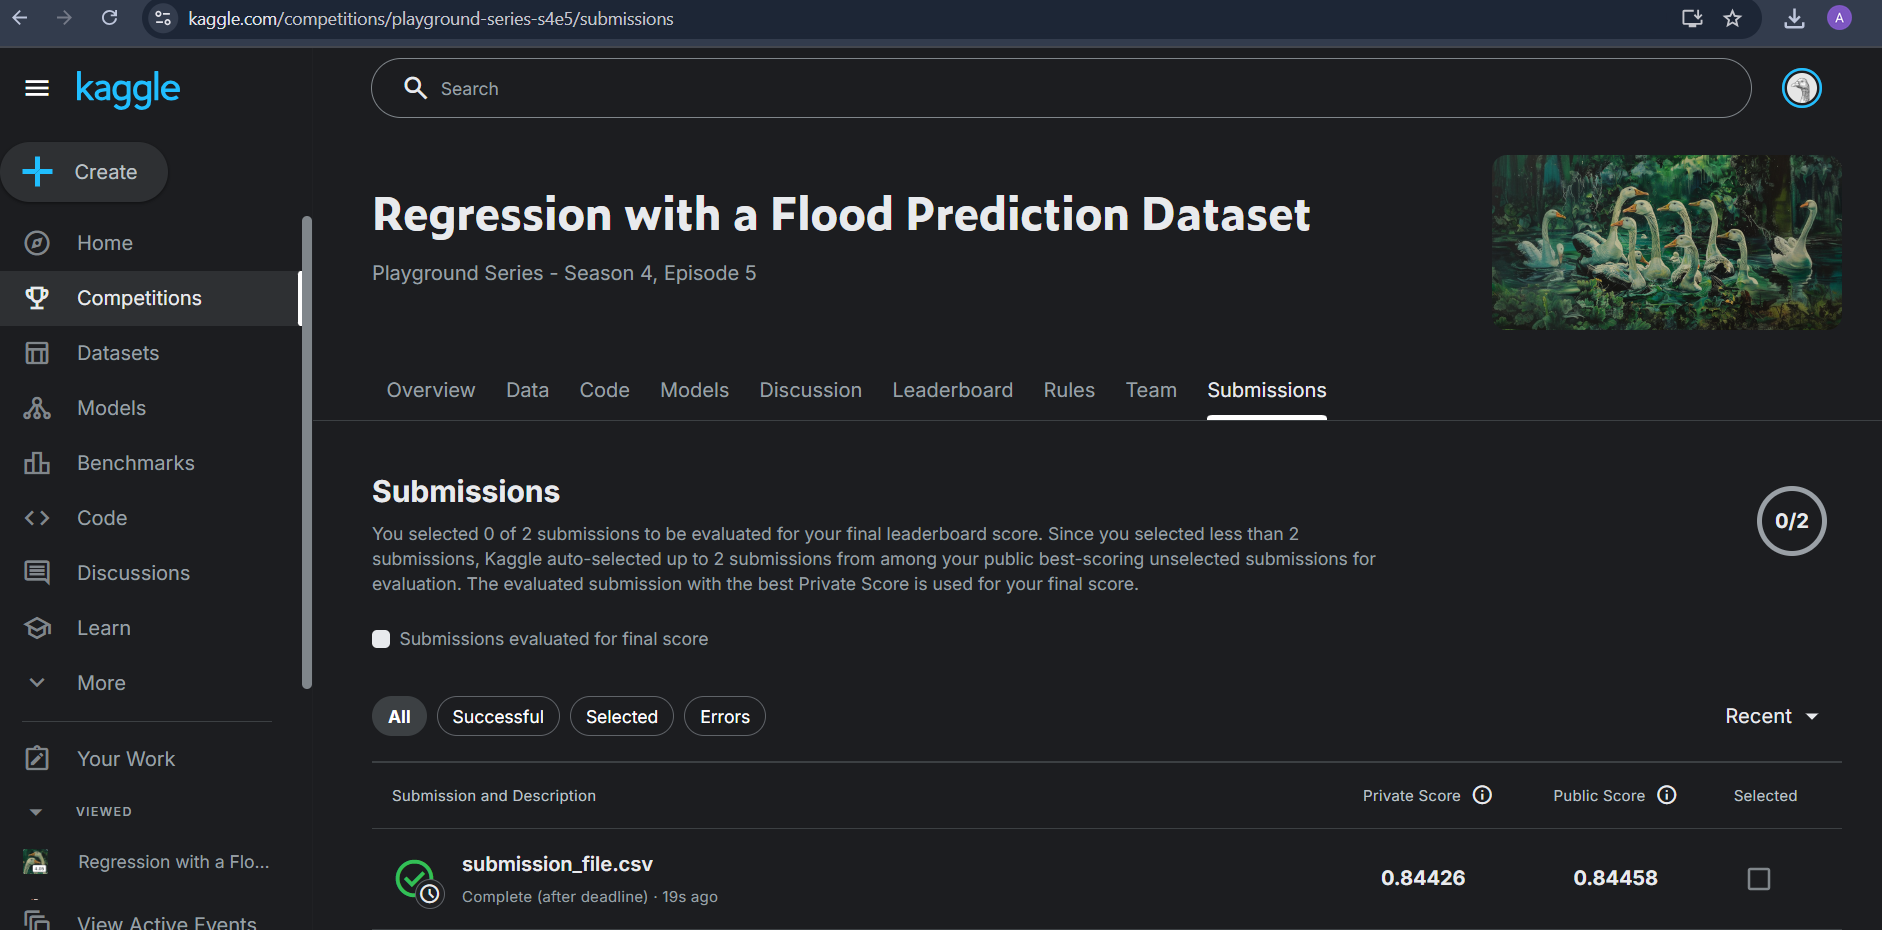 kaggle.com/competitions/playground-series-s4e5/submissions
A
kaggle
Search
Create
Home
Competitions
Datasets
Models
Benchmarks
Code
Discussions
Learn
More
Your Work
VIEWED
Regression with a Flo...
View Active Events
Regression with a Flood Prediction Dataset
Playground Series - Season 4, Episode 5
Overview Data Code Models Discussion Leaderboard Rules Team Submissions
Submissions
You selected 0 of 2 submissions to be evaluated for your final leaderboard score. Since you selected less than 2
submissions, Kaggle auto-selected up to 2 submissions from among your public best-scoring unselected submissions for
evaluation. The evaluated submission with the best Private Score is used for your final score.
0/2
Submissions evaluated for final score
All Successful Selected Errors
Recent
Submission and Description Private Score Public Score Selected
submission_file.csv
Complete (after deadline) · 19s ago
0.84426 0.84458